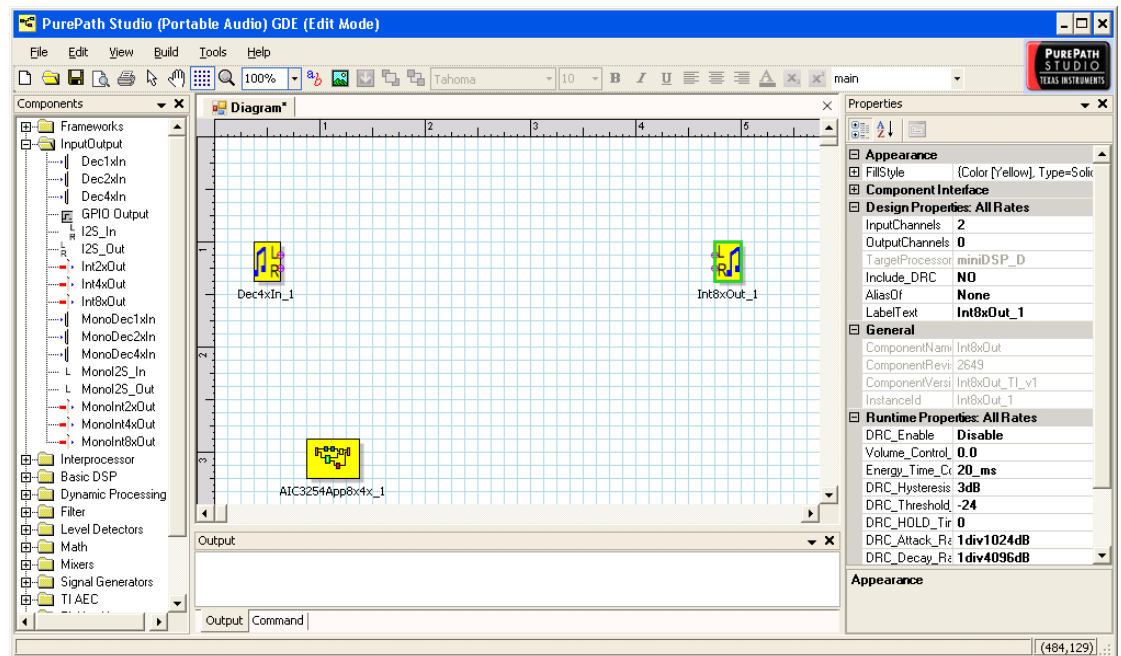 PurePath Studio (Portable Audio) GDE (Edit Mode)
File Edit View Build Tools Help
PUREPATH
STUDIO
TEXAS INSTRUMENTS
100% Tahoma 10 B I U main
Components
Frameworks
InputOutput
Dec1xIn
Dec2xIn
Dec4xIn
GPIO Output
I2S_In
I2S_Out
Int2xOut
Int4xOut
Int8xOut
MonoDec1xIn
MonoDec2xIn
MonoDec4xIn
MonoI2S_In
MonoI2S_Out
MonoInt2xOut
MonoInt4xOut
MonoInt8xOut
Interprocessor
Basic DSP
Dynamic Processing
Filter
Level Detectors
Math
Mixers
Signal Generators
TI AEC
Diagram*
1 2 3 4 5
2
3
L
R
Dec4xIn_1
L
R
Int8xOut_1
AIC3254App8x4x_1
Output
Output Command
Properties
Appearance
FillStyle {Color [Yellow], Type=Solid
Component Interface
Design Properties: All Rates
InputChannels 2
OutputChannels 0
TargetProcessor miniDSP_D
Include_DRC NO
AliasOf None
LabelText Int8xOut_1
General
ComponentName Int8xOut
ComponentRevi: 2649
ComponentVersi Int8xOut_TI_v1
InstanceId Int8xOut_1
Runtime Properties: All Rates
DRC_Enable Disable
Volume_Control_ 0.0
Energy_Time_Co 20_ms
DRC_Hysteresis 3dB
DRC_Threshold_ -24
DRC_HOLD_Tir 0
DRC_Attack_Ra 1div1024dB
DRC_Decay_Ra 1div4096dB
Appearance
(484,129)